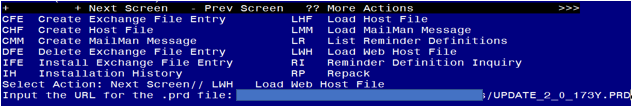 + + Next Screen - Prev Screen ?? More Actions >>>
CFE Create Exchange File Entry LHF Load Host File
CHF Create Host File LMM Load MailMan Message
CMM Create MailMan Message LR List Reminder Definitions
DFE Delete Exchange File Entry LWH Load Web Host File
IFE Install Exchange File Entry RI Reminder Definition Inquiry
IH Installation History RP Repack
Select Action: Next Screen// LWH Load Web Host File
Input the URL for the .prd file: /UPDATE_2_0_173Y.PRD